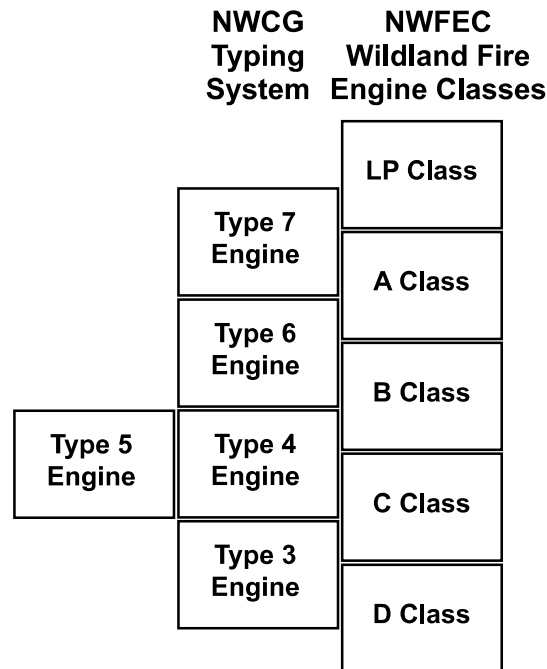 NWCG
Typing
System
NWFEC
Wildland Fire
Engine Classes
LP Class
Type 7
Engine
A Class
Type 6
Engine
B Class
Type 5
Engine
Type 4
Engine
C Class
Type 3
Engine
D Class